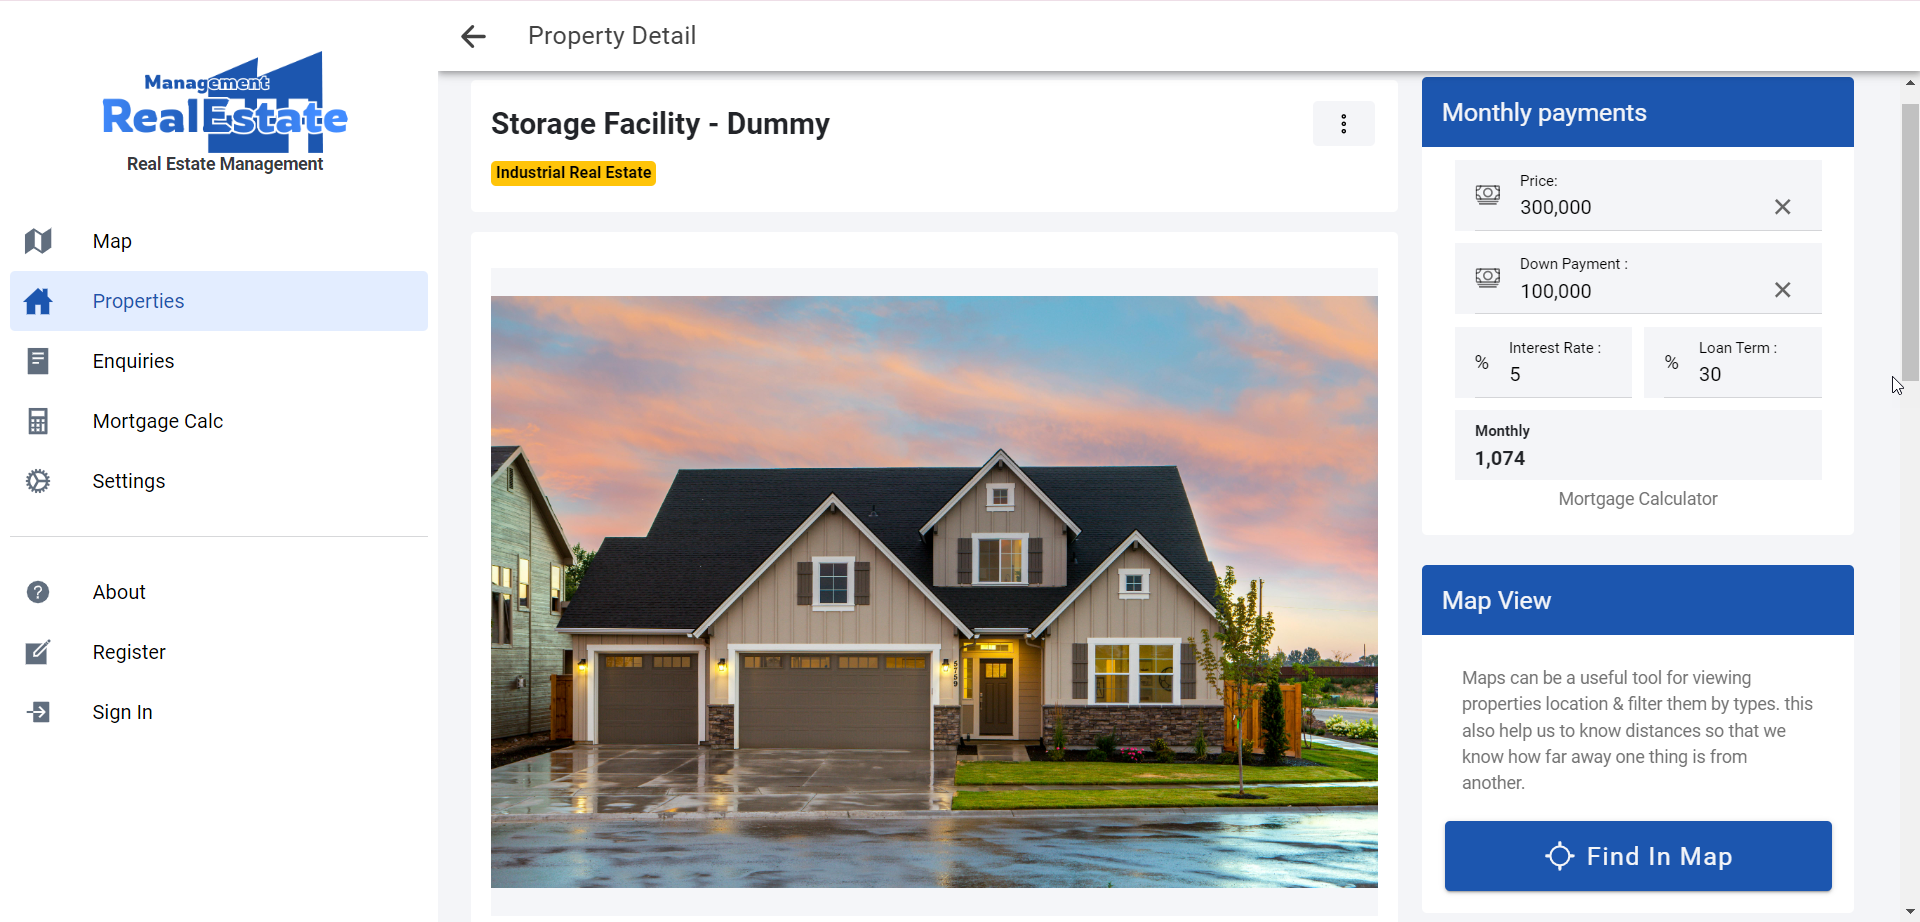 Management
RealEstate
Real Estate Management
Map
Properties
Enquiries
Mortgage Calc
Settings
About
Register
Sign In
Property Detail
Storage Facility - Dummy
Industrial Real Estate
5759
Monthly payments
Price:
300,000
Down Payment :
100,000
% Interest Rate :
5
% Loan Term :
30
Monthly
1,074
Mortgage Calculator
Map View
Maps can be a useful tool for viewing
properties location & filter them by types. this
also help us to know distances so that we
know how far away one thing is from
another.
Find In Map